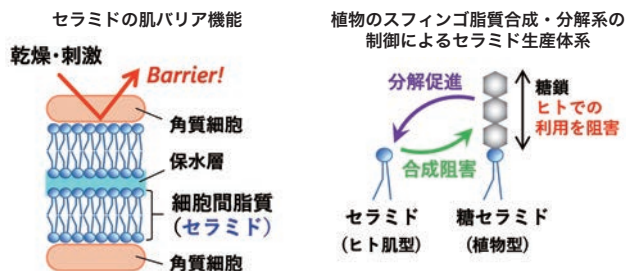 セラミドの肌バリア機能
乾燥・刺激
Barrier!
角質細胞
保水層
細胞間脂質
（セラミド）
角質細胞
植物のスフィンゴ脂質合成・分解系の
制御によるセラミド生産体系
分解促進
糖鎖
ヒトでの
利用を阻害
合成阻害
セラミド
（ヒト肌型）
糖セラミド
（植物型）